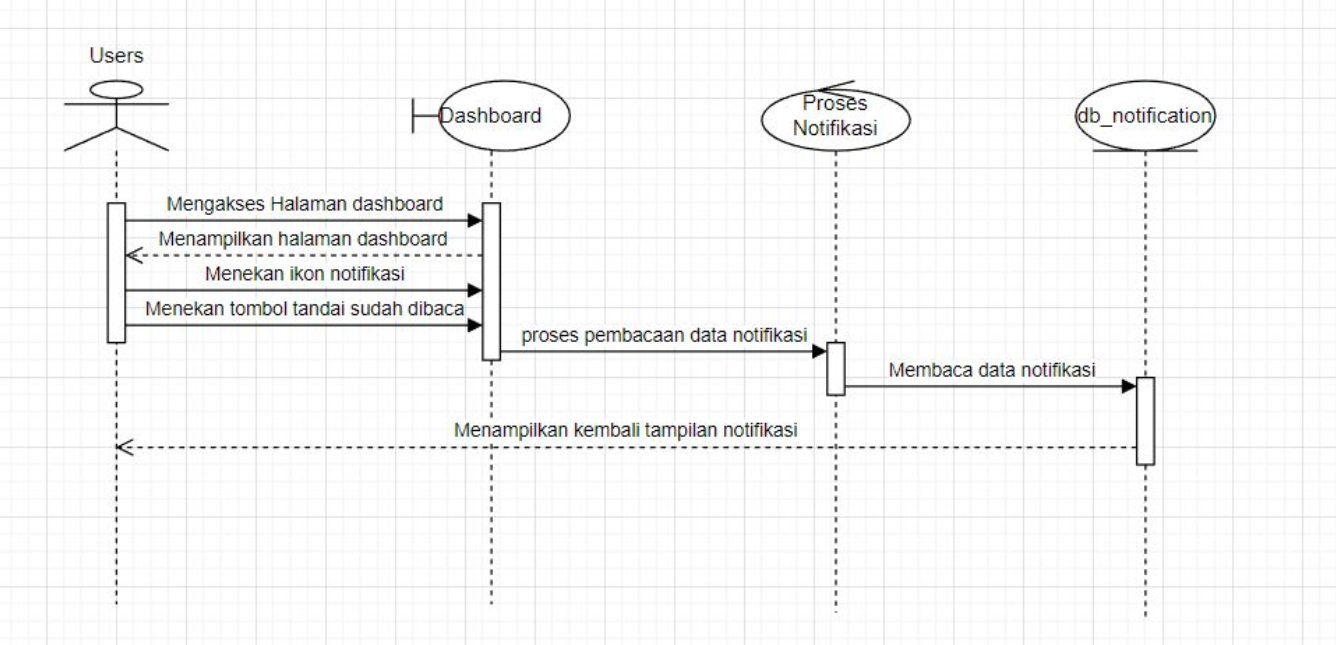 Users
Dashboard
Proses
Notifikasi
db_notification
Mengakses Halaman dashboard
Menampilkan halaman dashboard
Menekan ikon notifikasi
Menekan tombol tandai sudah dibaca
proses pembacaan data notifikasi
Membaca data notifikasi
Menampilkan kembali tampilan notifikasi